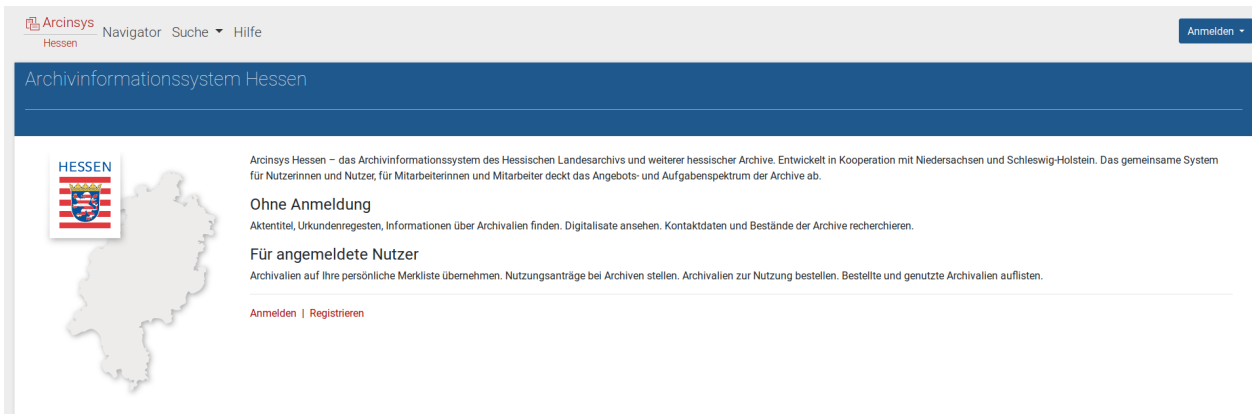 Arcinsys
Hessen
Navigator Suche Hilfe
Anmelden
Archivinformationssystem Hessen
HESSEN
Arcinsys Hessen – das Archivinformationssystem des Hessischen Landesarchivs und weiterer hessischer Archive. Entwickelt in Kooperation mit Niedersachsen und Schleswig-Holstein. Das gemeinsame System
für Nutzerinnen und Nutzer, für Mitarbeiterinnen und Mitarbeiter deckt das Angebots- und Aufgabenspektrum der Archive ab.
Ohne Anmeldung
Aktentitel, Urkundenregesten, Informationen über Archivalien finden. Digitalisate ansehen. Kontaktdaten und Bestände der Archive recherchieren.
Für angemeldete Nutzer
Archivalien auf Ihre persönliche Merkliste übernehmen. Nutzungsanträge bei Archiven stellen. Archivalien zur Nutzung bestellen. Bestellte und genutzte Archivalien auflisten.
Anmelden | Registrieren